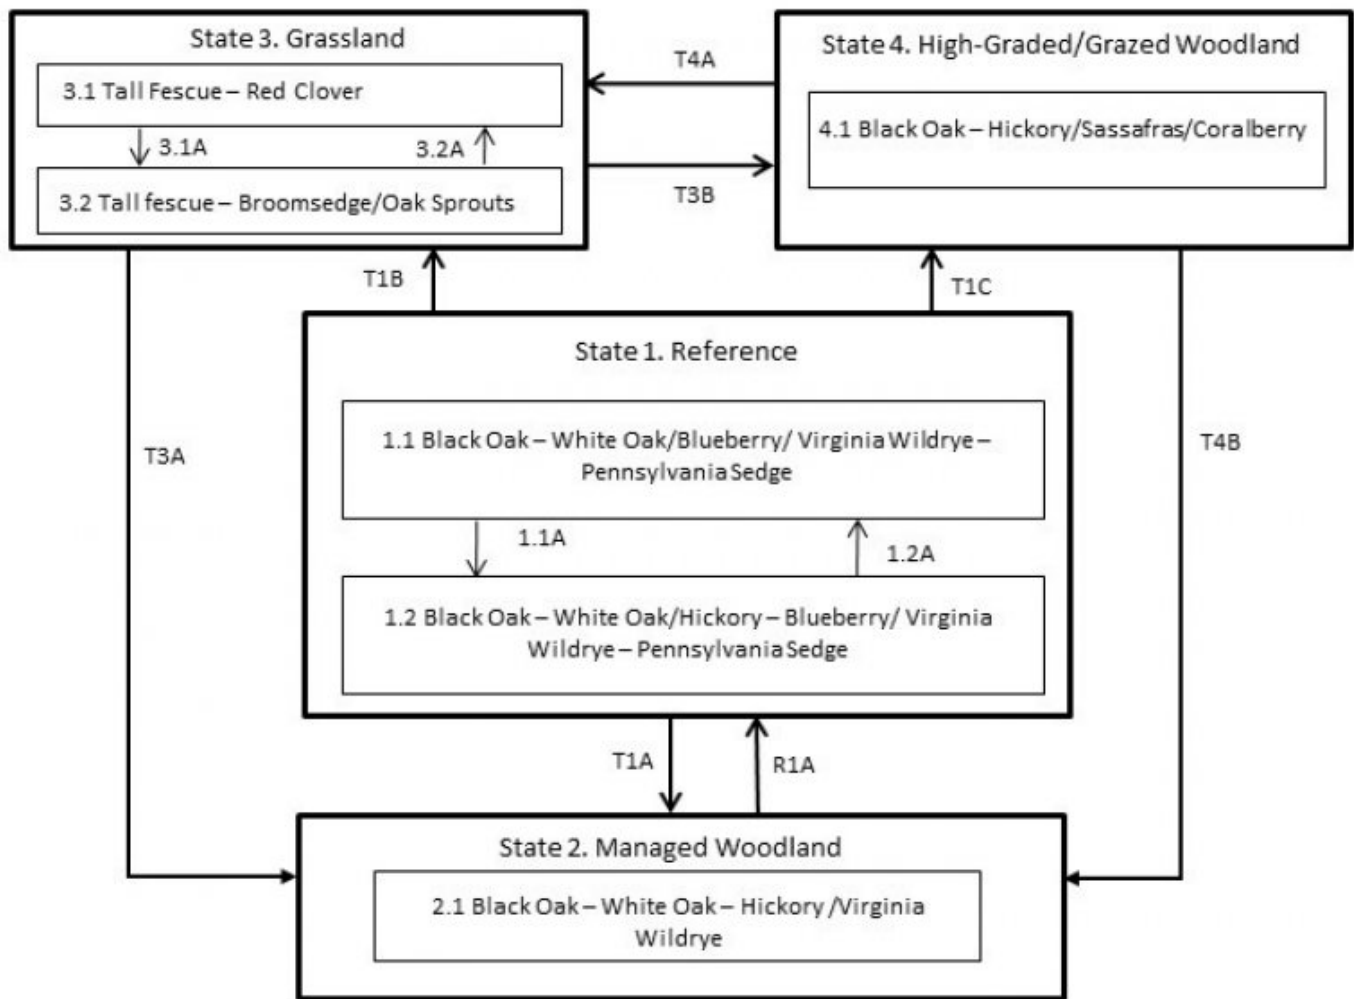 State 3. Grassland
3.1 Tall Fescue – Red Clover
3.1A
3.2A
3.2 Tall fescue – Broomsedge/Oak Sprouts
T4A
T3B
State 4. High-Graded/Grazed Woodland
4.1 Black Oak – Hickory/Sassafras/Coralberry
T1B
T1C
State 1. Reference
1.1 Black Oak – White Oak/Blueberry/ Virginia Wildrye –
Pennsylvania Sedge
1.1A
1.2A
1.2 Black Oak – White Oak/Hickory – Blueberry/ Virginia
Wildrye – Pennsylvania Sedge
T3A
T4B
T1A
R1A
State 2. Managed Woodland
2.1 Black Oak – White Oak – Hickory /Virginia
Wildrye